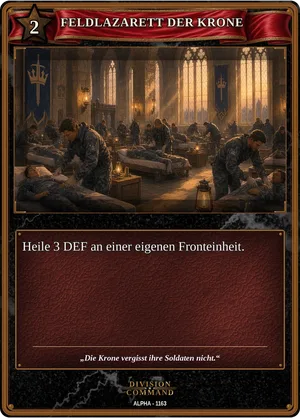 2
FELDLAZARETT DER KRONE
Heile 3 DEF an einer eigenen Fronteinheit.
„Die Krone vergisst ihre Soldaten nicht.“
DIVISION
COMMAND
ALPHA - 1163